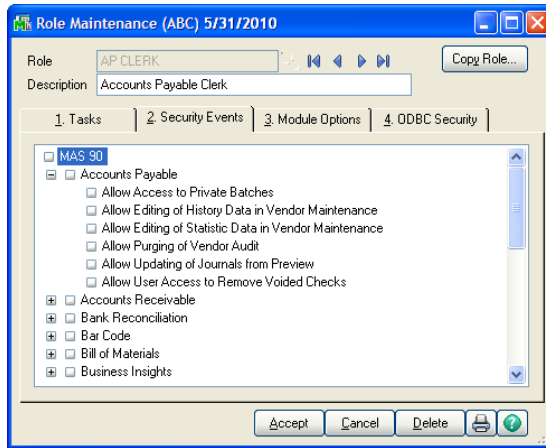 Role Maintenance (ABC) 5/31/2010
Role AP CLERK Copy Role...
Description Accounts Payable Clerk
1. Tasks 2. Security Events 3. Module Options 4. ODBC Security
MAS 90
Accounts Payable
Allow Access to Private Batches
Allow Editing of History Data in Vendor Maintenance
Allow Editing of Statistic Data in Vendor Maintenance
Allow Purging of Vendor Audit
Allow Updating of Journals from Preview
Allow User Access to Remove Voided Checks
Accounts Receivable
Bank Reconciliation
Bar Code
Bill of Materials
Business Insights
Accept Cancel Delete